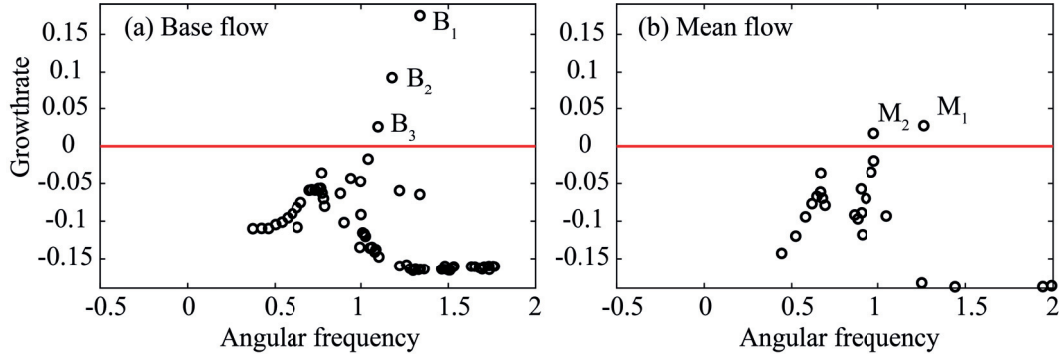 (a) Base flow
B1
B2
B3
0.15
0.1
0.05
0
-0.05
-0.1
-0.15
Growthrate
-0.5 0 0.5 1 1.5 2
Angular frequency
(b) Mean flow
M2 M1
0.15
0.1
0.05
0
-0.05
-0.1
-0.15
-0.5 0 0.5 1 1.5 2
Angular frequency